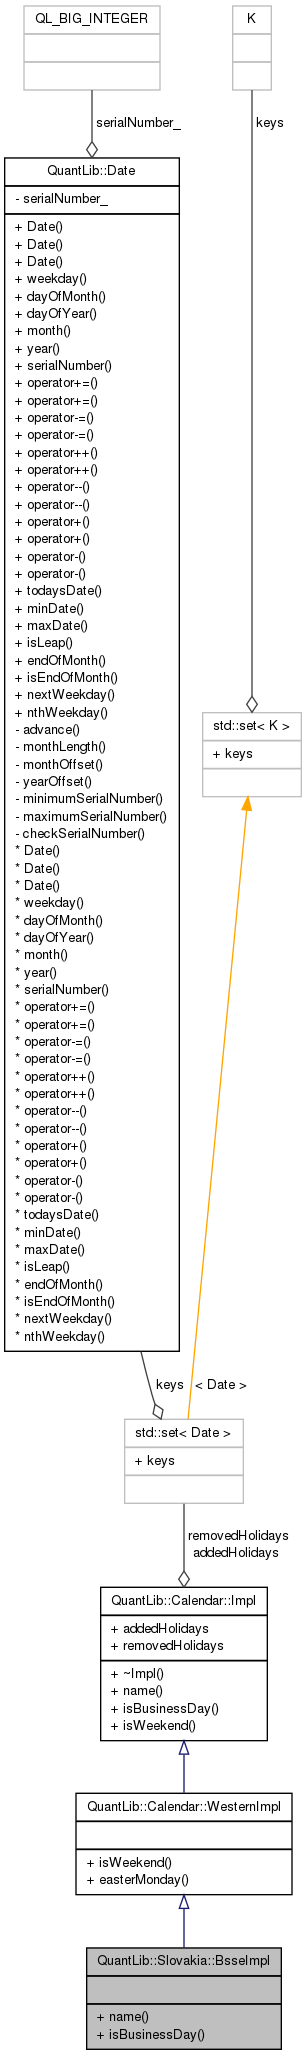 QL_BIG_INTEGER
K
serialNumber_
keys
QuantLib::Date
- serialNumber_
+ Date()
+ Date()
+ Date()
+ weekday()
+ dayOfMonth()
+ dayOfYear()
+ month()
+ year()
+ serialNumber()
+ operator+=()
+ operator+=()
+ operator-=()
+ operator-=()
+ operator++()
+ operator++()
+ operator--()
+ operator--()
+ operator+()
+ operator+()
+ operator-()
+ operator-()
+ todaysDate()
+ minDate()
+ maxDate()
+ isLeap()
+ endOfMonth()
+ isEndOfMonth()
+ nextWeekday()
+ nthWeekday()
- advance()
- monthLength()
- monthOffset()
- yearOffset()
- minimumSerialNumber()
- maximumSerialNumber()
- checkSerialNumber()
* Date()
* Date()
* Date()
* weekday()
* dayOfMonth()
* dayOfYear()
* month()
* year()
* serialNumber()
* operator+=()
* operator+=()
* operator-=()
* operator-=()
* operator++()
* operator++()
* operator--()
* operator--()
* operator+()
* operator+()
* operator-()
* operator-()
* todaysDate()
* minDate()
* maxDate()
* isLeap()
* endOfMonth()
* isEndOfMonth()
* nextWeekday()
* nthWeekday()
std::set< K >
+ keys
keys
< Date >
std::set< Date >
+ keys
removedHolidays
addedHolidays
QuantLib::Calendar::Impl
+ addedHolidays
+ removedHolidays
+ ~Impl()
+ name()
+ isBusinessDay()
+ isWeekend()
QuantLib::Calendar::WesternImpl
+ isWeekend()
+ easterMonday()
QuantLib::Slovakia::BsseImpl
+ name()
+ isBusinessDay()